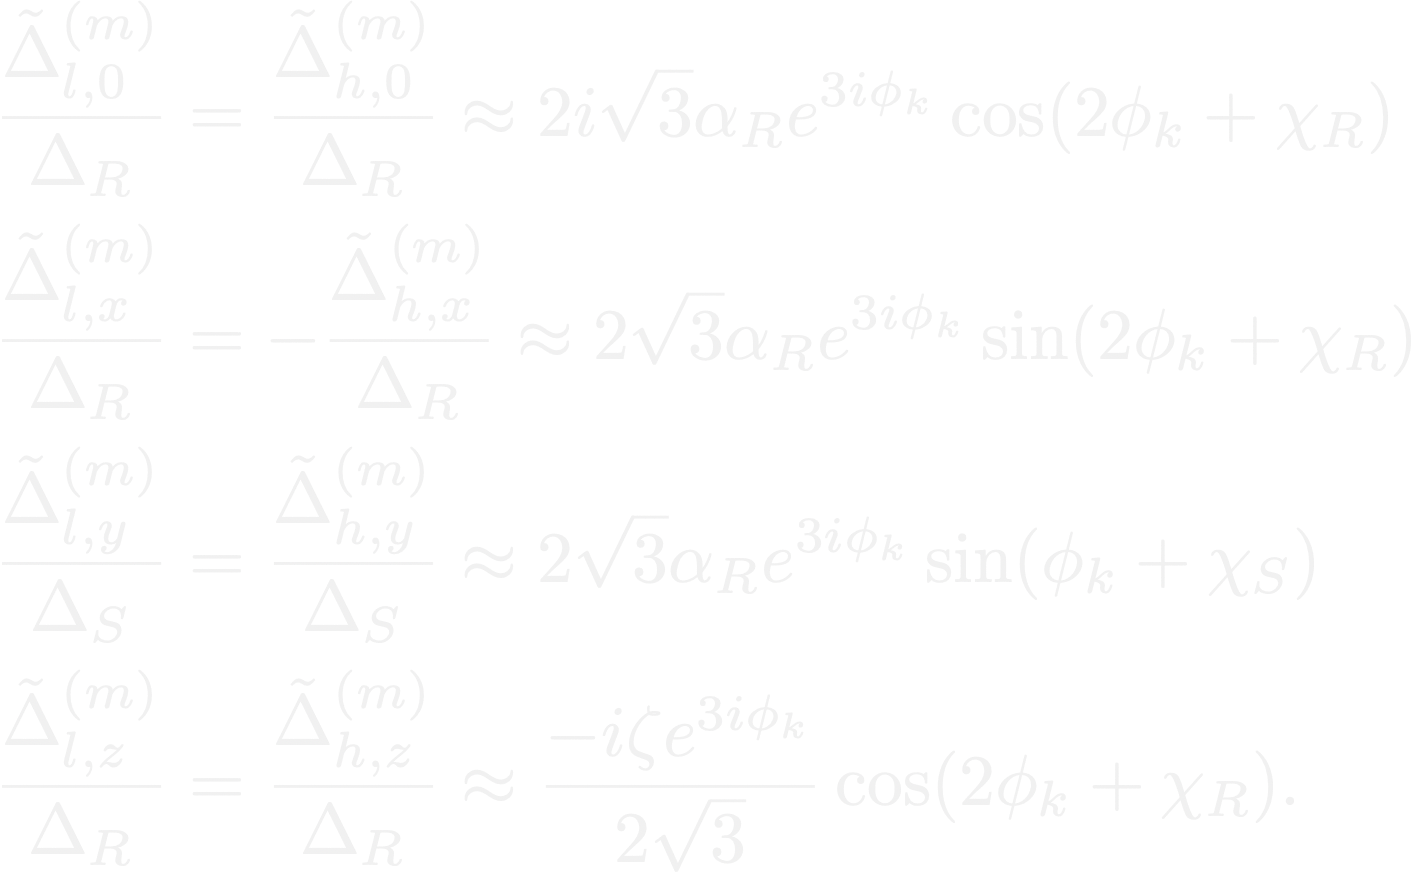 \frac{\tilde{\Delta}_{l,0}^{(m)}}{\Delta_R} = \frac{\tilde{\Delta}_{h,0}^{(m)}}{\Delta_R} \approx 2i\sqrt{3}\alpha_R e^{3i\phi_k} \cos(2\phi_k + \chi_R)
\frac{\tilde{\Delta}_{l,x}^{(m)}}{\Delta_R} = -\frac{\tilde{\Delta}_{h,x}^{(m)}}{\Delta_R} \approx 2\sqrt{3}\alpha_R e^{3i\phi_k} \sin(2\phi_k + \chi_R)
\frac{\tilde{\Delta}_{l,y}^{(m)}}{\Delta_S} = \frac{\tilde{\Delta}_{h,y}^{(m)}}{\Delta_S} \approx 2\sqrt{3}\alpha_R e^{3i\phi_k} \sin(\phi_k + \chi_S)
\frac{\tilde{\Delta}_{l,z}^{(m)}}{\Delta_R} = \frac{\tilde{\Delta}_{h,z}^{(m)}}{\Delta_R} \approx \frac{-i\zeta e^{3i\phi_k}}{2\sqrt{3}} \cos(2\phi_k + \chi_R).